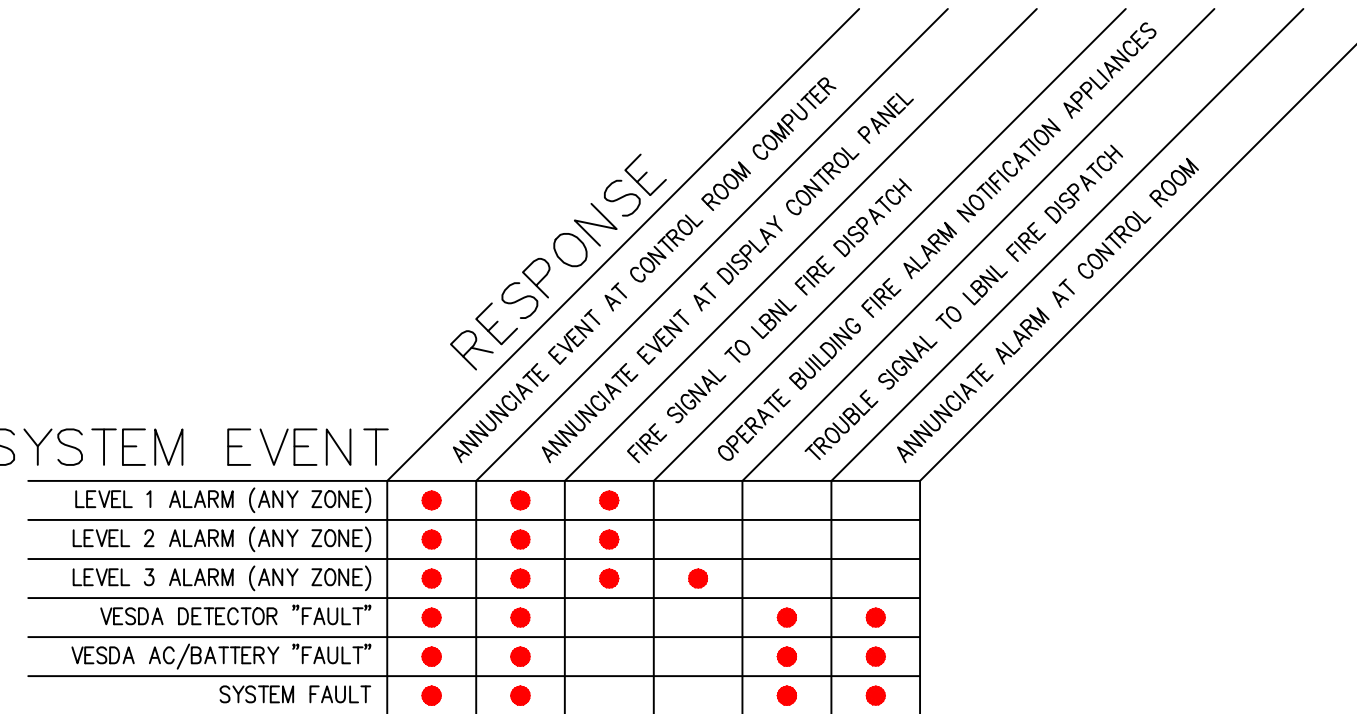 RESPONSE
ANNUNCIATE EVENT AT CONTROL ROOM COMPUTER
ANNUNCIATE EVENT AT DISPLAY CONTROL PANEL
FIRE SIGNAL TO LBNL FIRE DISPATCH
OPERATE BUILDING FIRE ALARM NOTIFICATION APPLIANCES
TROUBLE SIGNAL TO LBNL FIRE DISPATCH
ANNUNCIATE ALARM AT CONTROL ROOM
SYSTEM EVENT
LEVEL 1 ALARM (ANY ZONE)
LEVEL 2 ALARM (ANY ZONE)
LEVEL 3 ALARM (ANY ZONE)
VESDA DETECTOR "FAULT"
VESDA AC/BATTERY "FAULT"
SYSTEM FAULT